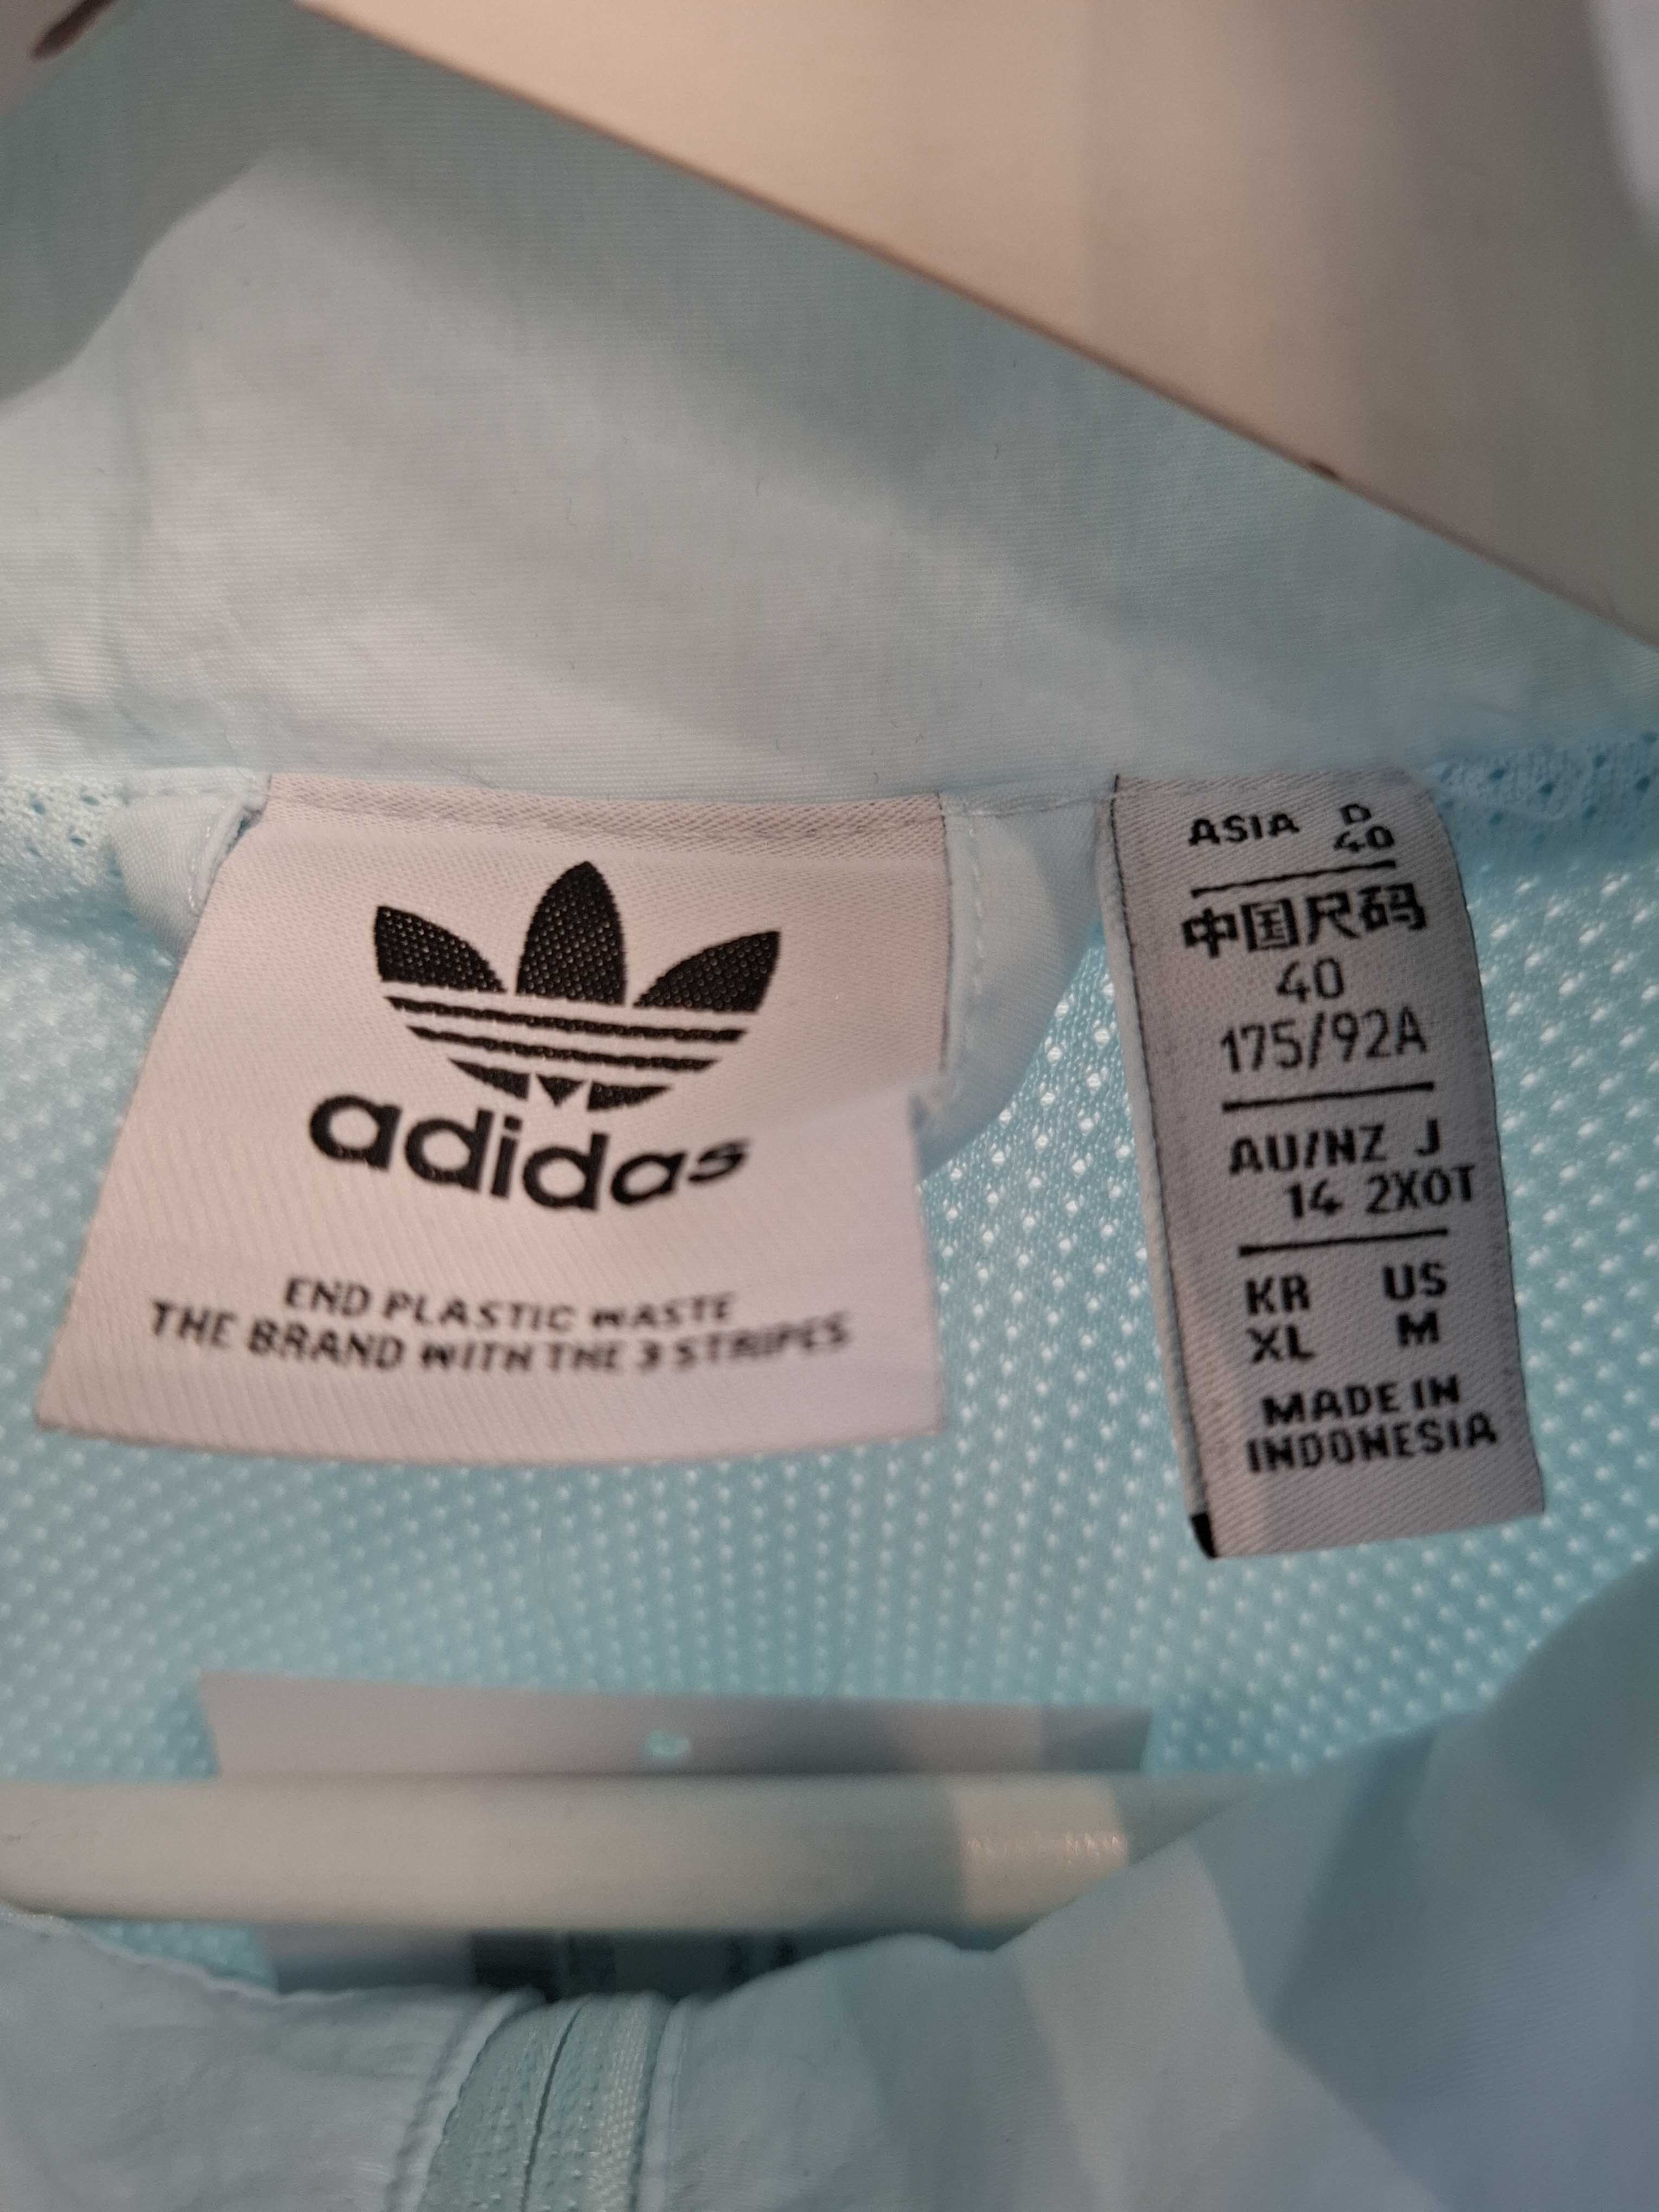 adidas
END PLASTIC WASTE
THE BRAND WITH THE 3 STRIPES
ASIA D
40
中国尺码
40
175/92A
AU/NZ J
14 2XOT
KR US
XL M
MADE IN
INDONESIA